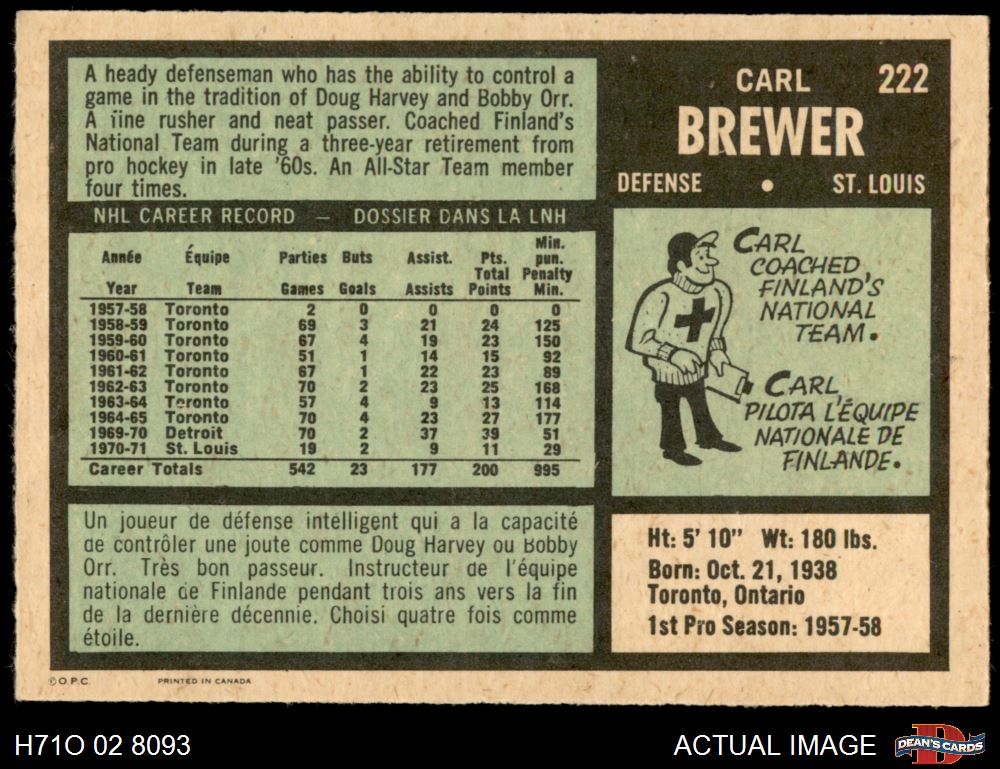 A heady defenseman who has the ability to control a
game in the tradition of Doug Harvey and Bobby Orr.
A fine rusher and neat passer. Coached Finland's
National Team during a three-year retirement from
pro hockey in late '60s. An All-Star Team member
four times.
CARL 222
BREWER
DEFENSE • ST. LOUIS
NHL CAREER RECORD — DOSSIER DANS LA LNH
Année Équipe Parties Buts Assist. Pts. Total Min. pun.
Year Team Games Goals Assists Points Penalty Min.
1957-58 Toronto 2 0 0 0 0
1958-59 Toronto 69 3 21 24 125
1959-60 Toronto 67 4 19 23 150
1960-61 Toronto 51 1 14 15 92
1961-62 Toronto 67 1 22 23 89
1962-63 Toronto 70 2 23 25 168
1963-64 Toronto 57 4 9 13 114
1964-65 Toronto 70 4 23 27 177
1969-70 Detroit 70 2 37 39 51
1970-71 St. Louis 19 2 9 11 29
Career Totals 542 23 177 200 995
CARL
COACHED
FINLAND'S
NATIONAL
TEAM.
CARL,
PILOTA L'ÉQUIPE
NATIONALE DE
FINLANDE.
Un joueur de défense intelligent qui a la capacité
de contrôler une joute comme Doug Harvey ou Bobby
Orr. Très bon passeur. Instructeur de l'équipe
nationale de Finlande pendant trois ans vers la fin
de la dernière décennie. Choisi quatre fois comme
étoile.
Ht: 5' 10" Wt: 180 lbs.
Born: Oct. 21, 1938
Toronto, Ontario
1st Pro Season: 1957-58
© O.P.C. PRINTED IN CANADA
H71O 02 8093 ACTUAL IMAGE D DEAN'S CARDS